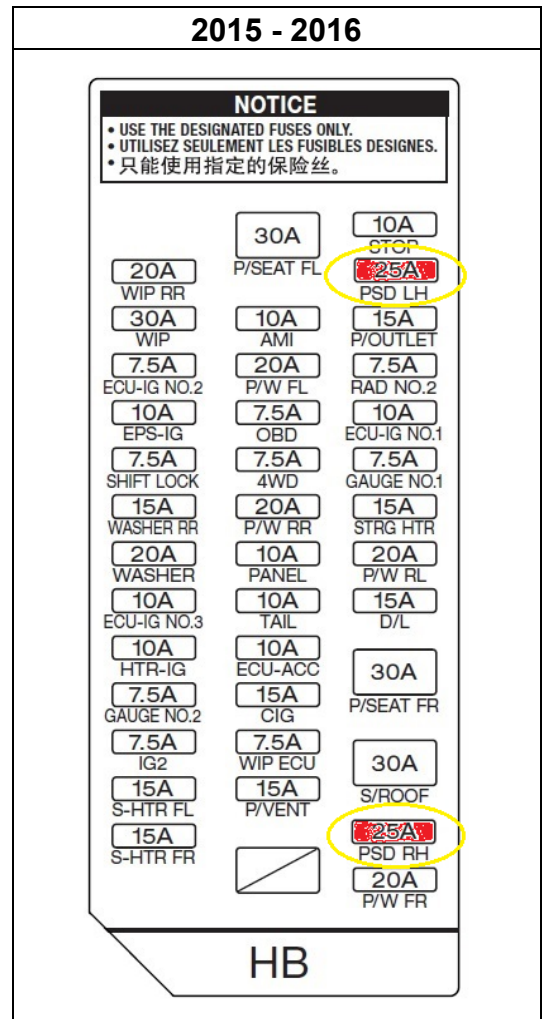 2015 - 2016
NOTICE
• USE THE DESIGNATED FUSES ONLY.
• UTILISEZ SEULEMENT LES FUSIBLES DESIGNES.
• 只能使用指定的保险丝。
20A
WIP RR
30A
WIP
7.5A
ECU-IG NO.2
10A
EPS-IG
7.5A
SHIFT LOCK
15A
WASHER RR
20A
WASHER
10A
ECU-IG NO.3
10A
HTR-IG
7.5A
GAUGE NO.2
7.5A
IG2
15A
S-HTR FL
15A
S-HTR FR
30A
P/SEAT FL
10A
AMI
20A
P/W FL
7.5A
OBD
7.5A
4WD
20A
P/W RR
10A
PANEL
10A
TAIL
10A
ECU-ACC
15A
CIG
7.5A
WIP ECU
15A
P/VENT
10A
STOP
25A
PSD LH
15A
P/OUTLET
7.5A
RAD NO.2
10A
ECU-IG NO.1
7.5A
GAUGE NO.1
15A
STRG HTR
20A
P/W RL
15A
D/L
30A
P/SEAT FR
30A
S/ROOF
25A
PSD RH
20A
P/W FR
HB